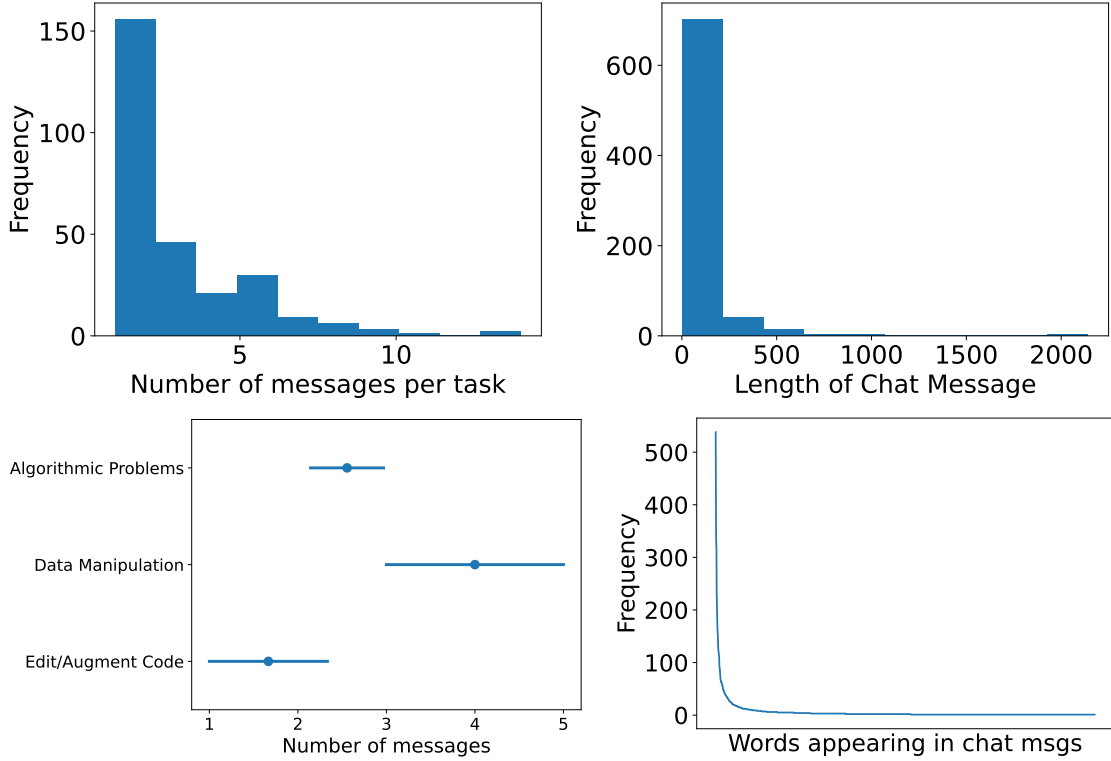 150
100
50
0
Frequency
5 10
Number of messages per task
600
400
200
0
Frequency
0 500 1000 1500 2000
Length of Chat Message
Algorithmic Problems
Data Manipulation
Edit/Augment Code
1 2 3 4 5
Number of messages
500
400
300
200
100
0
Frequency
Words appearing in chat msgs